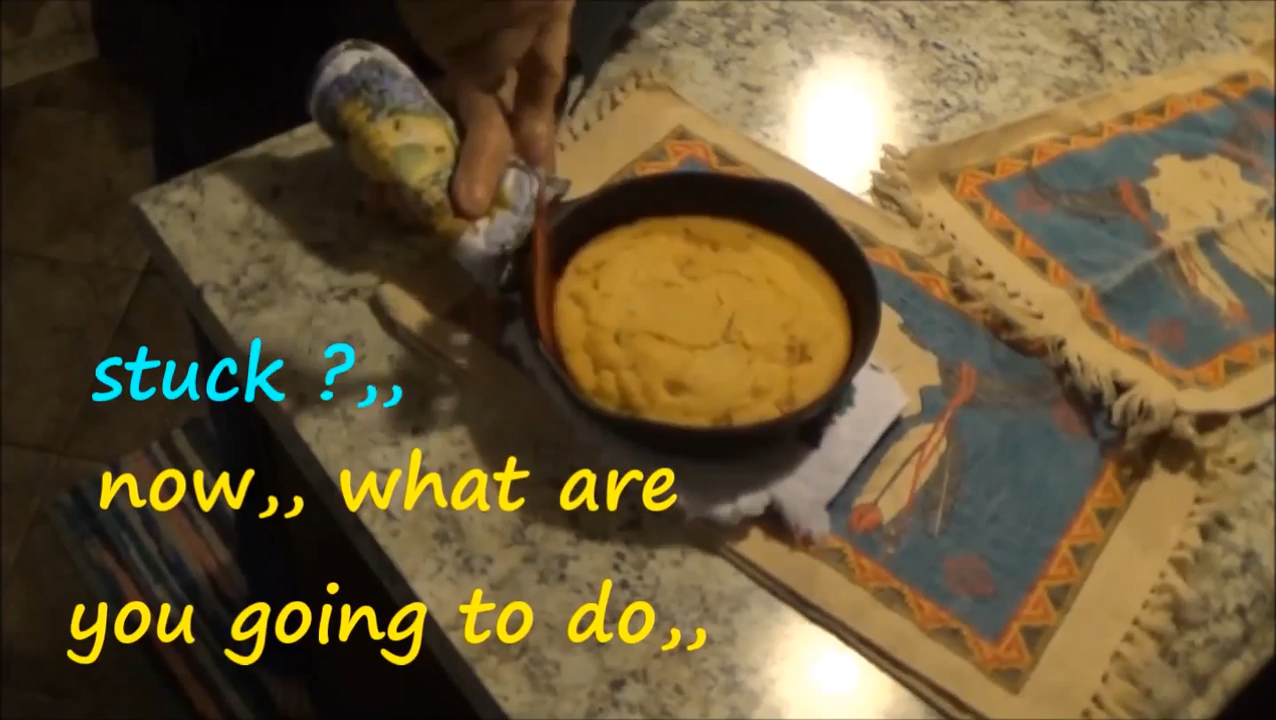 stuck ?,,
now,, what are
you going to do,,